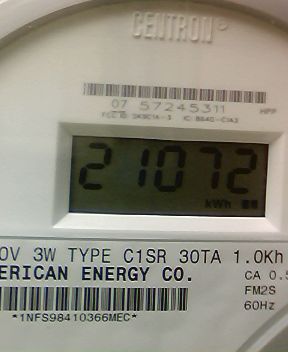 CENTRON®
07 57245311
HPP
21072
kWh
0V 3W TYPE C1SR 30TA 1.0Kh
ERICAN ENERGY CO.
CA 0.5
FM2S
60Hz
*1NFS98410366MEC*